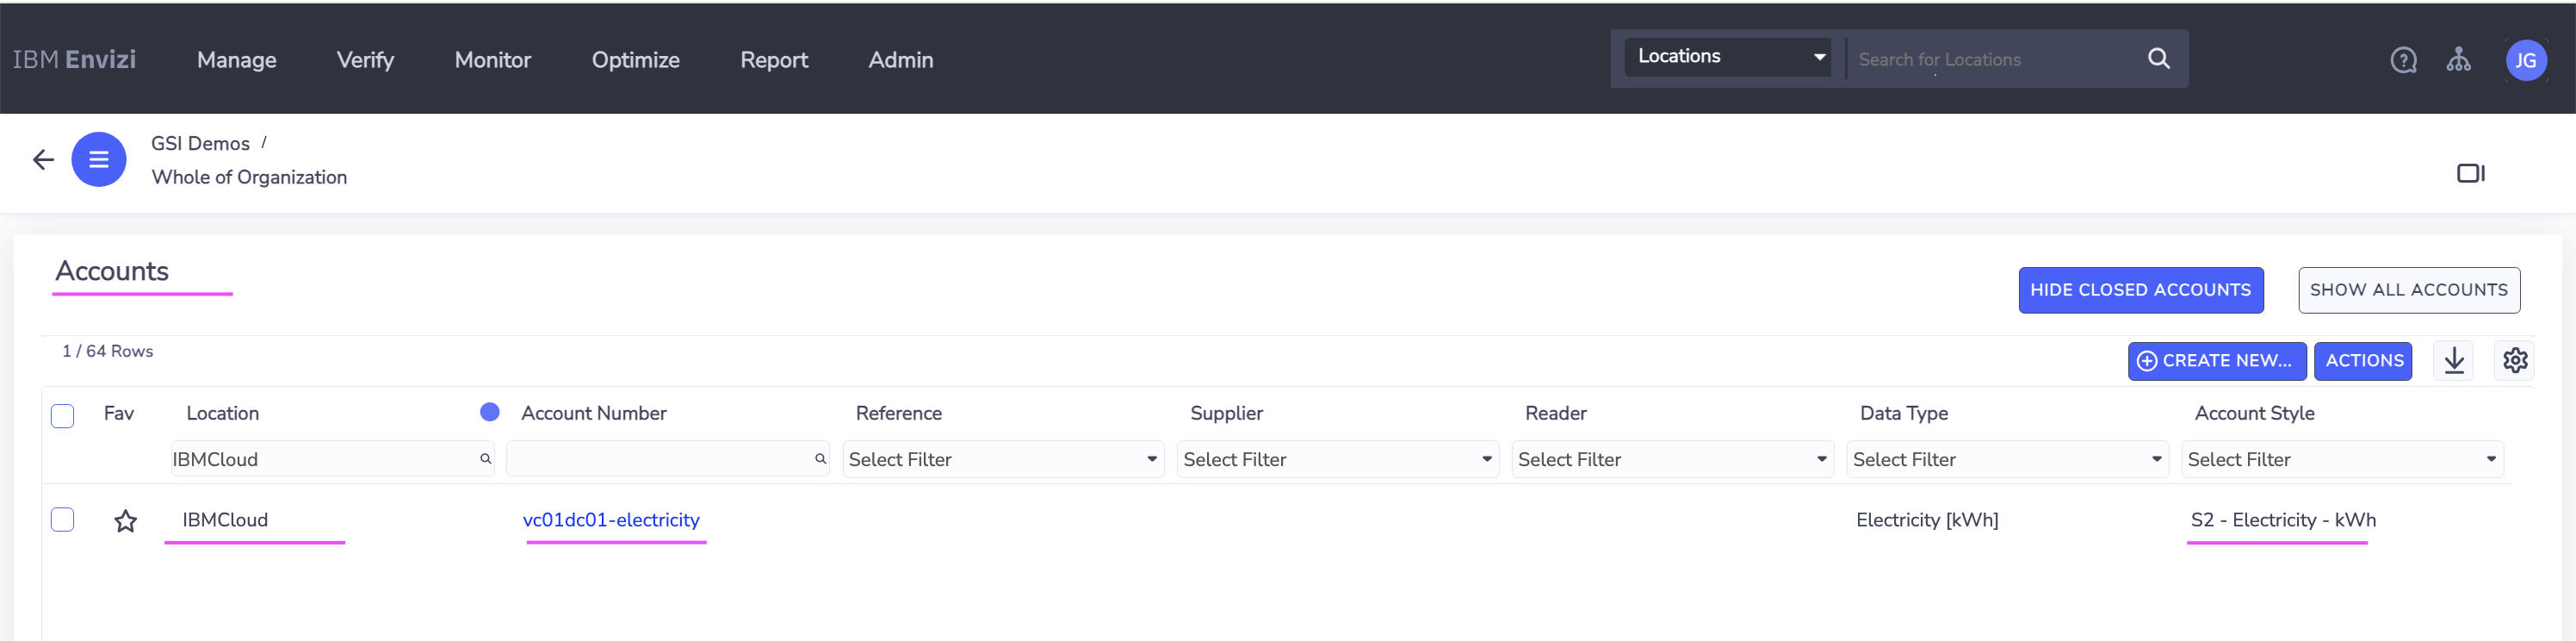 IBM Envizi Manage Verify Monitor Optimize Report Admin Locations Search for Locations JG
GSI Demos /
Whole of Organization
Accounts
HIDE CLOSED ACCOUNTS SHOW ALL ACCOUNTS
1 / 64 Rows
CREATE NEW... ACTIONS
Fav Location Account Number Reference Supplier Reader Data Type Account Style
IBMCloud Select Filter Select Filter Select Filter Select Filter Select Filter
IBMCloud vc01dc01-electricity Electricity [kWh] S2 - Electricity - kWh